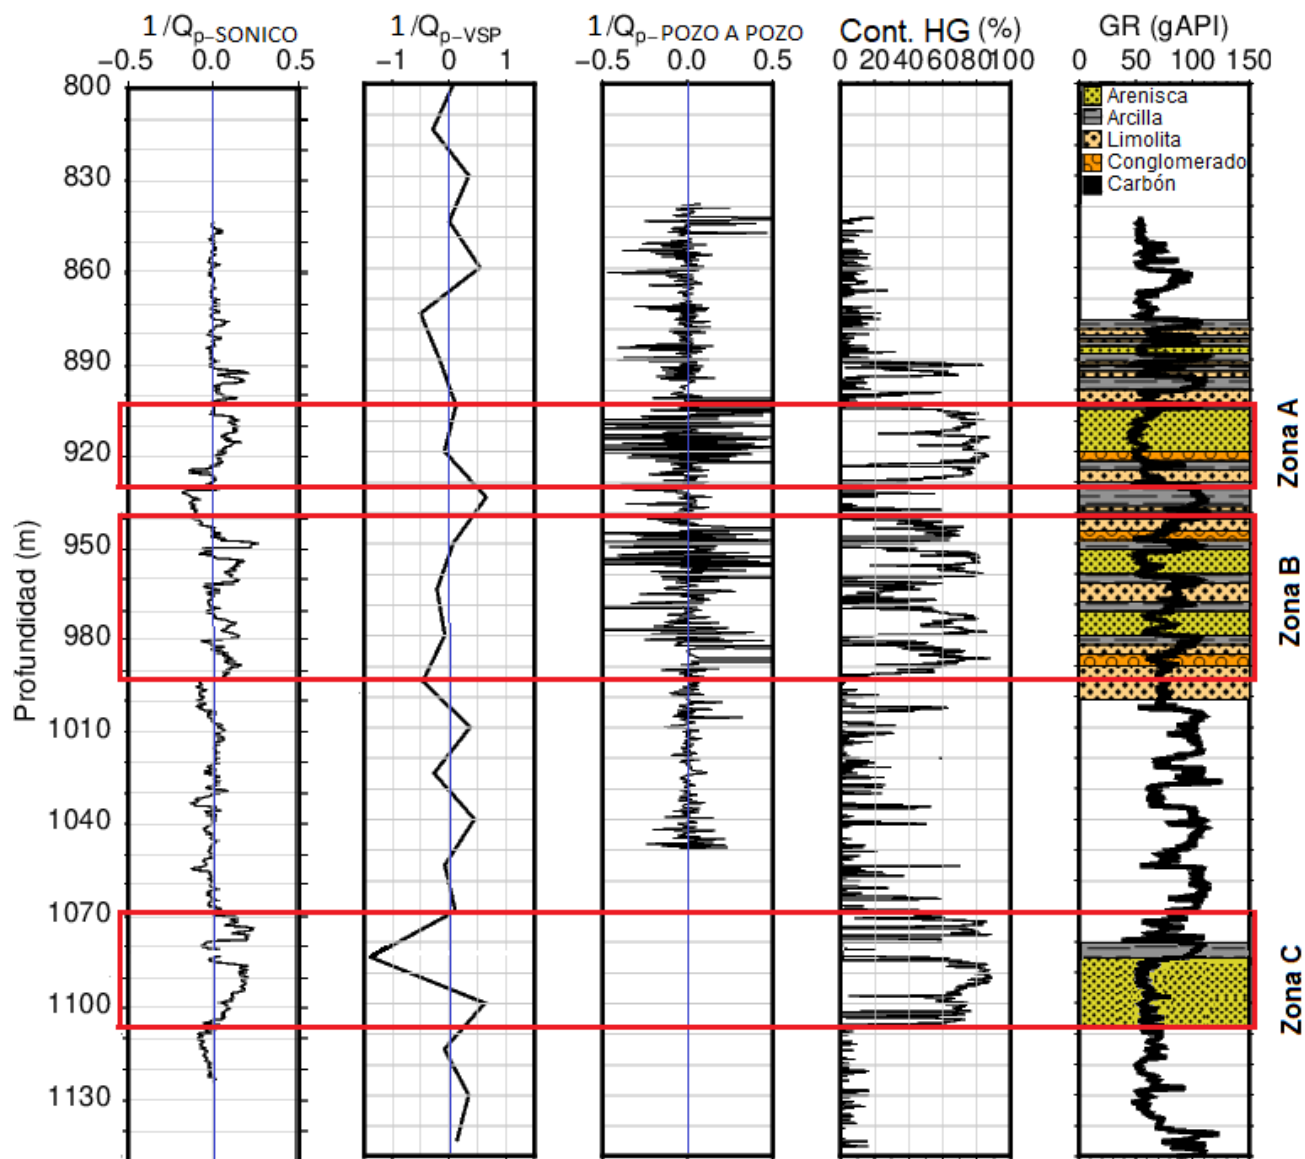 1/Qp–SONICO 1/Qp–VSP 1/Qp–POZO A POZO Cont. HG (%) GR (gAPI)
−0.5 0.0 0.5 −1 0 1 −0.5 0.0 0.5 0 20 40 60 80 100 0 50 100 150
Arenisca
Arcilla
Limolita
Conglomerado
Carbón
800
830
860
890
920
950
980
1010
1040
1070
1100
1130
Profundidad (m)
Zona A
Zona B
Zona C